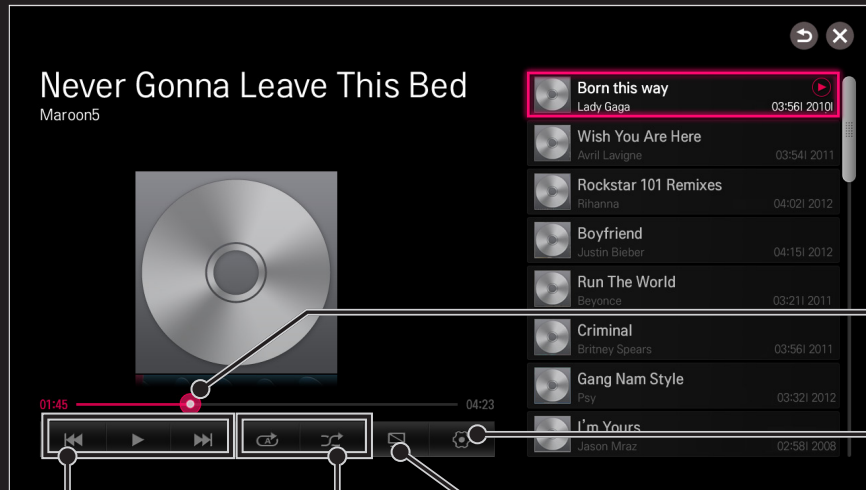 Never Gonna Leave This Bed
Maroon5
01:45
04:23
A
Born this way
Lady Gaga 03:56| 2010|
Wish You Are Here
Avril Lavigne 03:54| 2011
Rockstar 101 Remixes
Rihanna 04:02| 2012
Boyfriend
Justin Bieber 04:15| 2012
Run The World
Beyonce 03:21| 2011
Criminal
Britney Spears 03:56| 2011
Gang Nam Style
Psy 03:32| 2012
I'm Yours
Jason Mraz 02:58| 2008